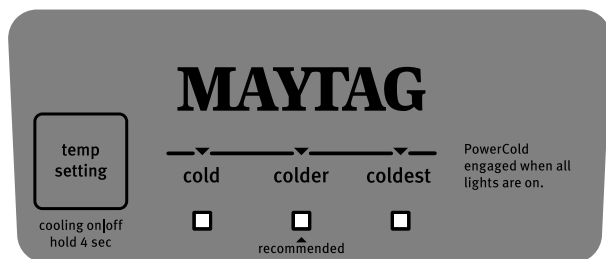 MAYTAG
temp
setting
cooling on|off
hold 4 sec
cold colder coldest
recommended
PowerCold
engaged when all
lights are on.